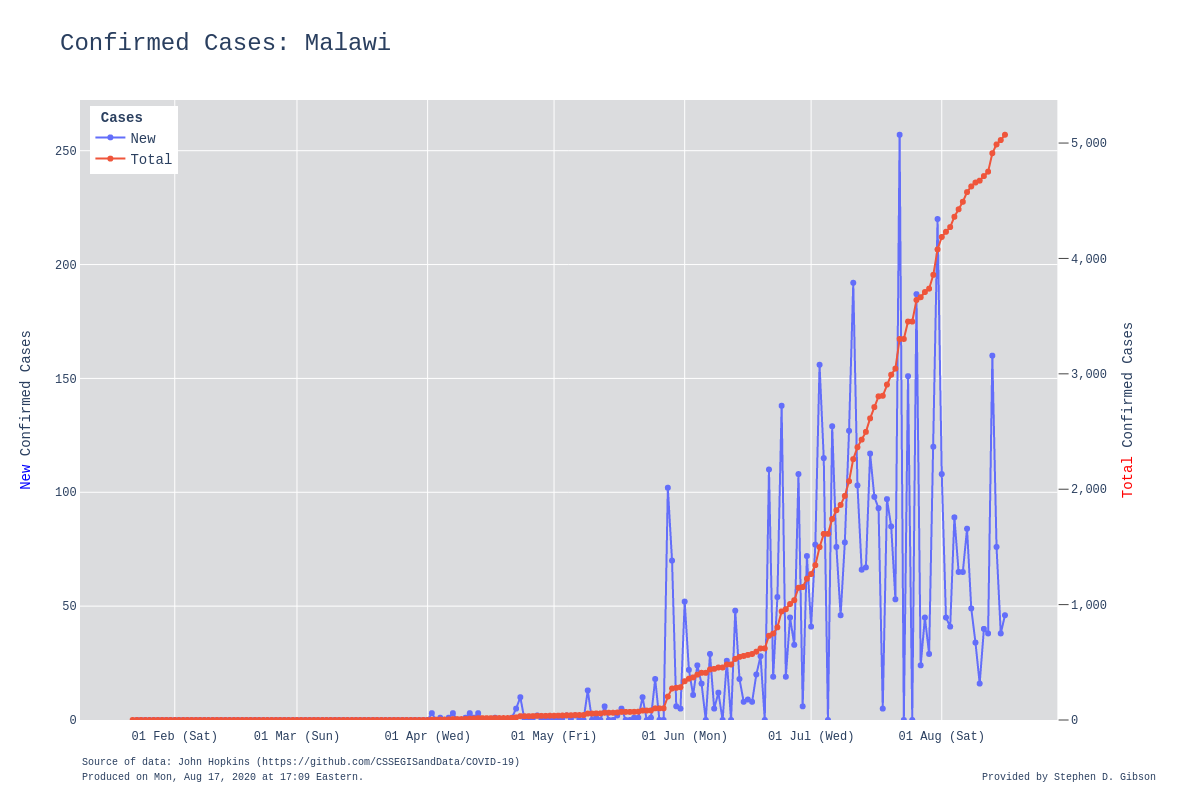 Confirmed Cases: Malawi
Cases
New
Total
250
200
150
100
50
0
5,000
4,000
3,000
2,000
1,000
0
New Confirmed Cases
Total Confirmed Cases
01 Feb (Sat)
01 Mar (Sun)
01 Apr (Wed)
01 May (Fri)
01 Jun (Mon)
01 Jul (Wed)
01 Aug (Sat)
Source of data: John Hopkins (https://github.com/CSSEGISandData/COVID-19)
Produced on Mon, Aug 17, 2020 at 17:09 Eastern.
Provided by Stephen D. Gibson